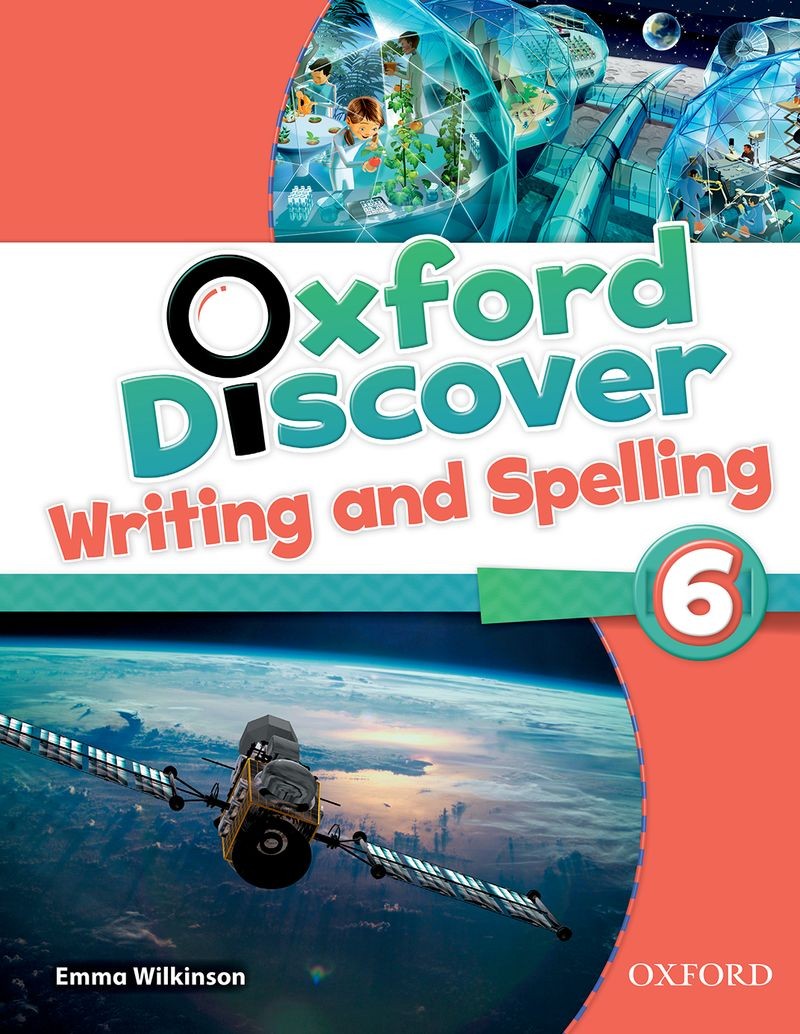 Oxford
Discover
Writing and Spelling
6
Emma Wilkinson
OXFORD